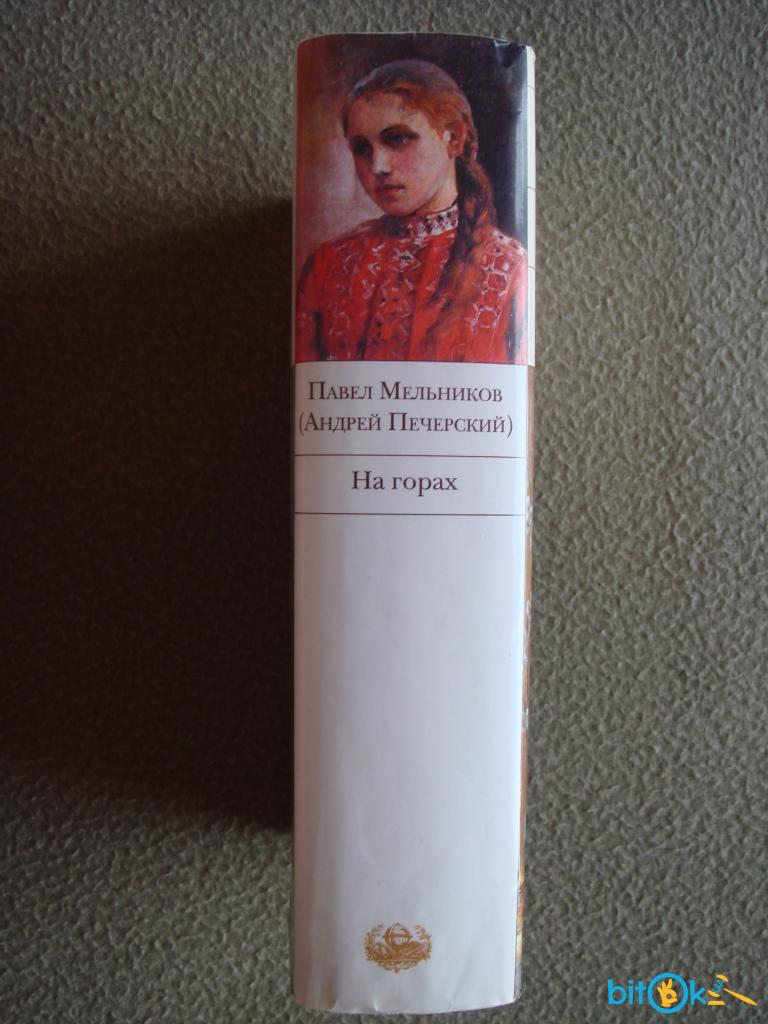 Павел Мельников
(Андрей Печерский)
На горах
bitOk